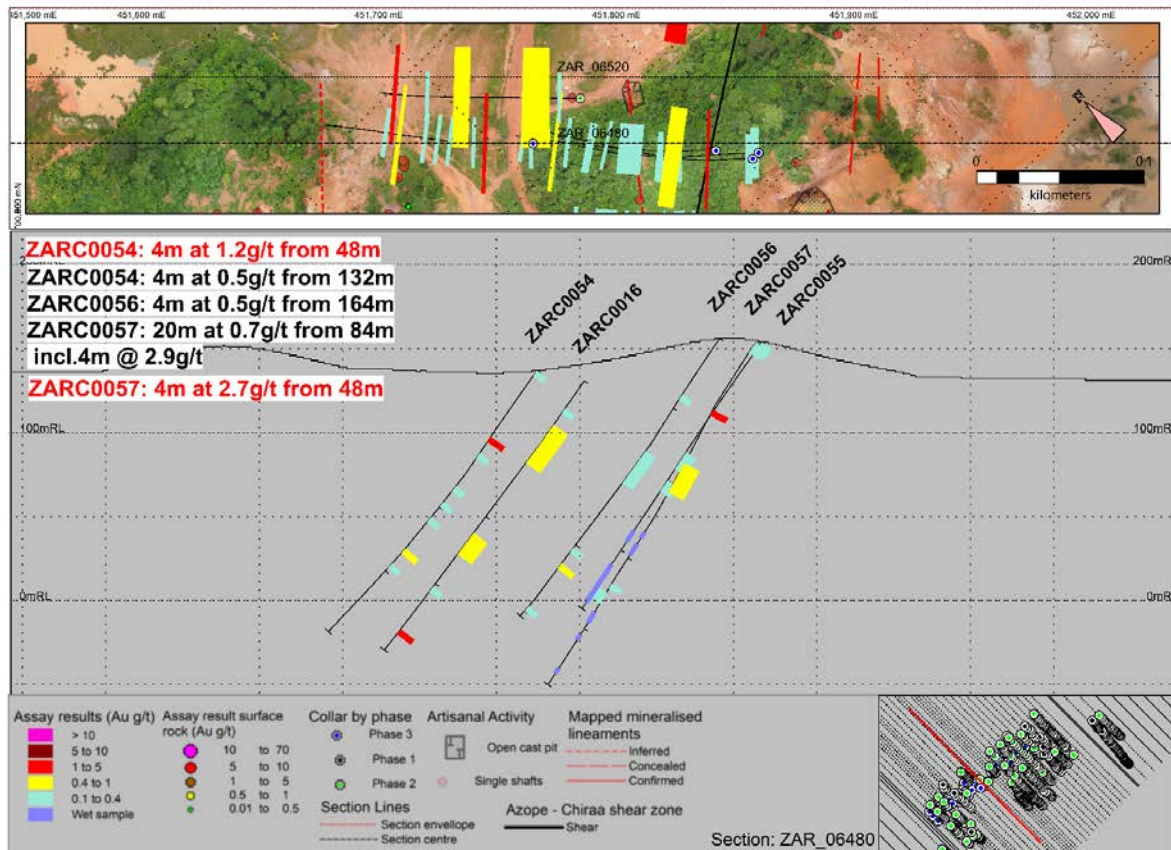 451,500 mE
451,600 mE
451,700 mE
451,800 mE
451,900 mE
452,000 mE
ZAR_06520
ZAR_06480
N
0
0.1
kilometers
ZARC0054: 4m at 1.2g/t from 48m
ZARC0054: 4m at 0.5g/t from 132m
ZARC0056: 4m at 0.5g/t from 164m
ZARC0057: 20m at 0.7g/t from 84m
incl.4m @ 2.9g/t
ZARC0057: 4m at 2.7g/t from 48m
ZARC0054
ZARC0016
ZARC0056
ZARC0057
ZARC0055
200mRL
100mRL
100mRL
0mRL
0mRL
Assay results (Au g/t)
> 10
5 to 10
1 to 5
0.4 to 1
0.1 to 0.4
Wet sample
Assay result surface
rock (Au g/t)
10 to 70
5 to 10
1 to 5
0.5 to 1
0.01 to 0.5
Collar by phase
Phase 3
Phase 1
Phase 2
Section Lines
Section envelope
Section centre
Artisanal Activity
Open cast pit
Single shafts
Mapped mineralised
lineaments
Inferred
Concealed
Confirmed
Azope - Chiraa shear zone
Shear
Section: ZAR_06480